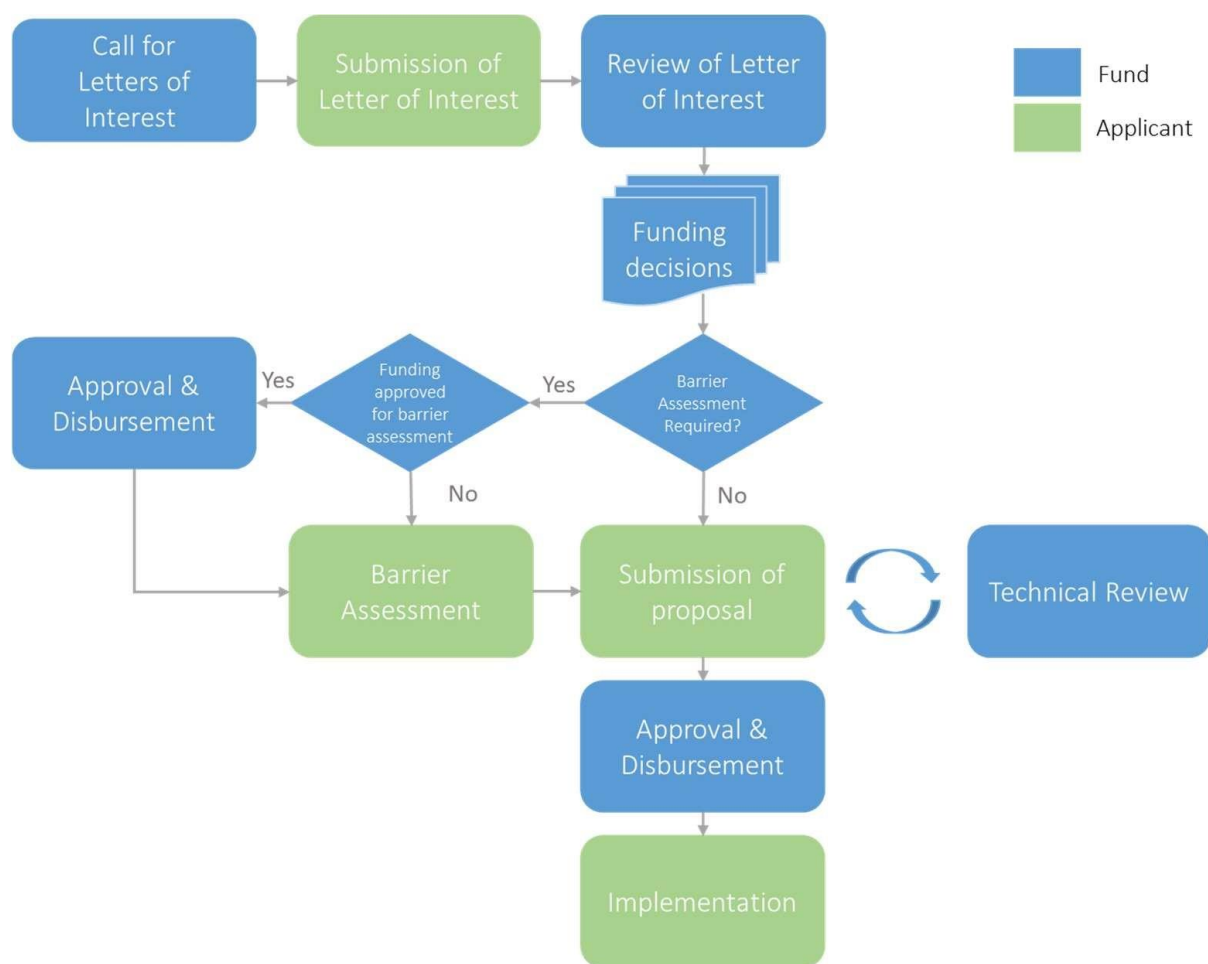 Call for
Letters of
Interest
Submission of
Letter of Interest
Review of Letter
of Interest
Fund
Applicant
Funding
decisions
Approval &
Disbursement
Yes
Funding
approved
for barrier
assessment
Yes
Barrier
Assessment
Required?
No
No
Barrier
Assessment
Submission of
proposal
Technical Review
Approval &
Disbursement
Implementation